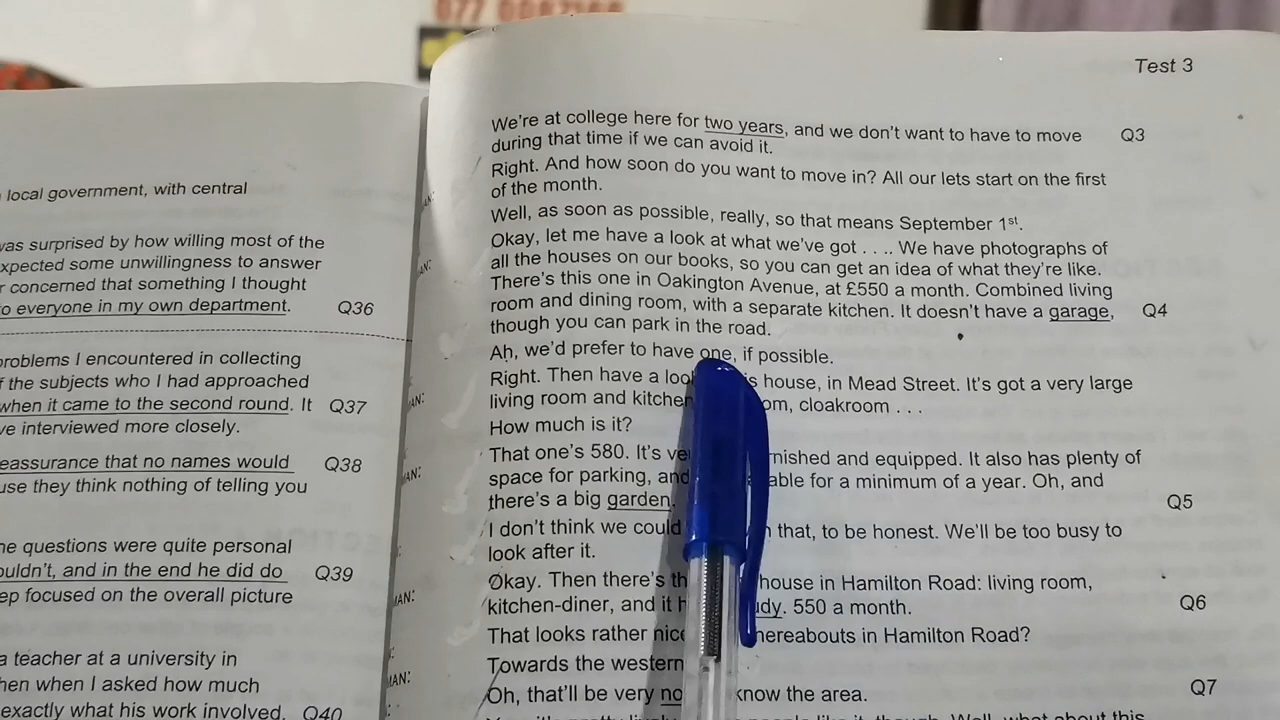 local government, with central
was surprised by how willing most of the
expected some unwillingness to answer
concerned that something I thought
to everyone in my own department. Q36
problems I encountered in collecting
the subjects who I had approached
when it came to the second round. It Q37
interviewed more closely.
reassurance that no names would Q38
use they think nothing of telling you
questions were quite personal
and in the end he did do Q39
focused on the overall picture
a teacher at a university in
when I asked how much
exactly what his work involved. Q40
Test 3
We're at college here for two years, and we don't want to have to move Q3
during that time if we can avoid it.
Right. And how soon do you want to move in? All our lets start on the first
of the month.
Well, as soon as possible, really, so that means September 1st.
Okay, let me have a look at what we've got . . .. We have photographs of
all the houses on our books, so you can get an idea of what they're like.
There's this one in Oakington Avenue, at £550 a month. Combined living
room and dining room, with a separate kitchen. It doesn't have a garage, Q4
though you can park in the road.
Ah, we'd prefer to have one, if possible.
Right. Then have a house, in Mead Street. It's got a very large
living room and cloakroom . . .
How much is it?
That one's 580. It's and equipped. It also has plenty of
space for parking, for a minimum of a year. Oh, and
there's a big garden. Q5
I don't think we could that, to be honest. We'll be too busy to
look after it.
Okay. Then there's house in Hamilton Road: living room,
kitchen-diner, and it 550 a month. Q6
That looks rather in Hamilton Road?
Towards the western
Oh, that'll be very know the area. Q7